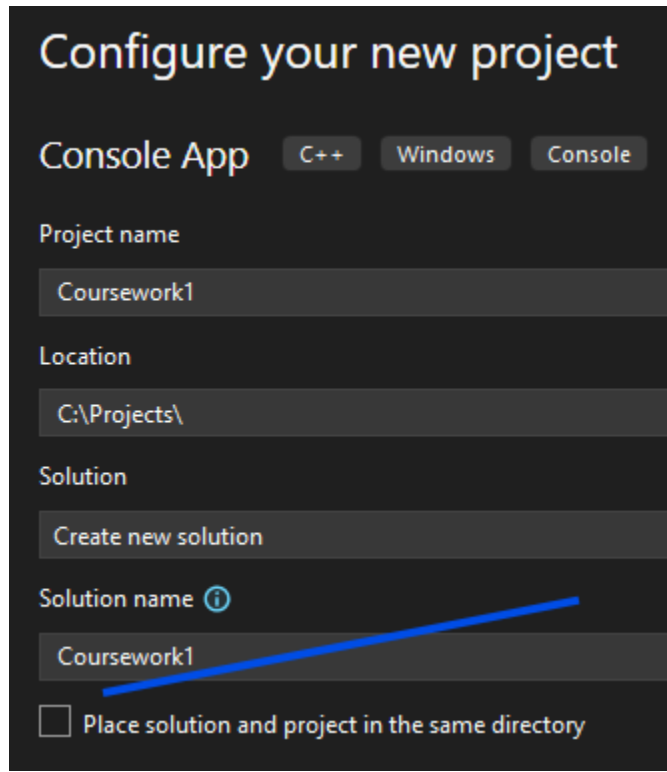 Configure your new project
Console App C++ Windows Console
Project name
Coursework1
Location
C:\Projects\
Solution
Create new solution
Solution name
Coursework1
Place solution and project in the same directory